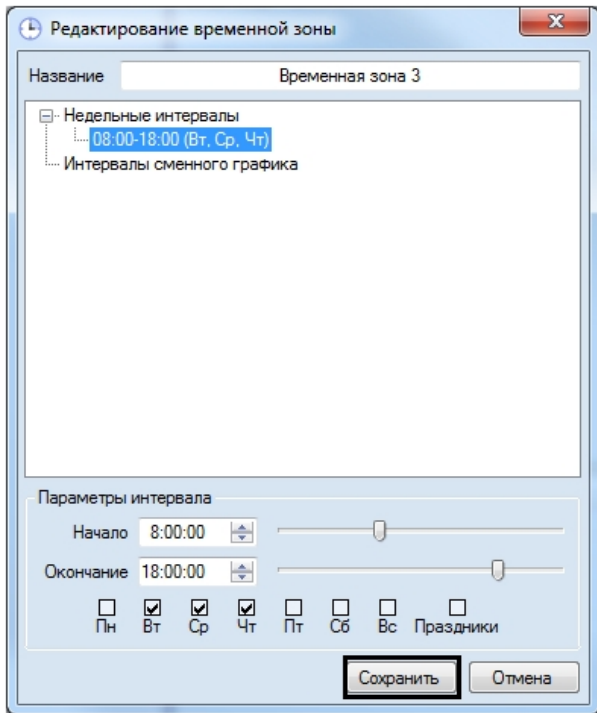 Редактирование временной зоны
Название Временная зона 3
Недельные интервалы
08:00-18:00 (Вт, Ср, Чт)
Интервалы сменного графика
Параметры интервала
Начало 8:00:00
Окончание 18:00:00
Пн Вт Ср Чт Пт Сб Вс Праздники
Сохранить Отмена